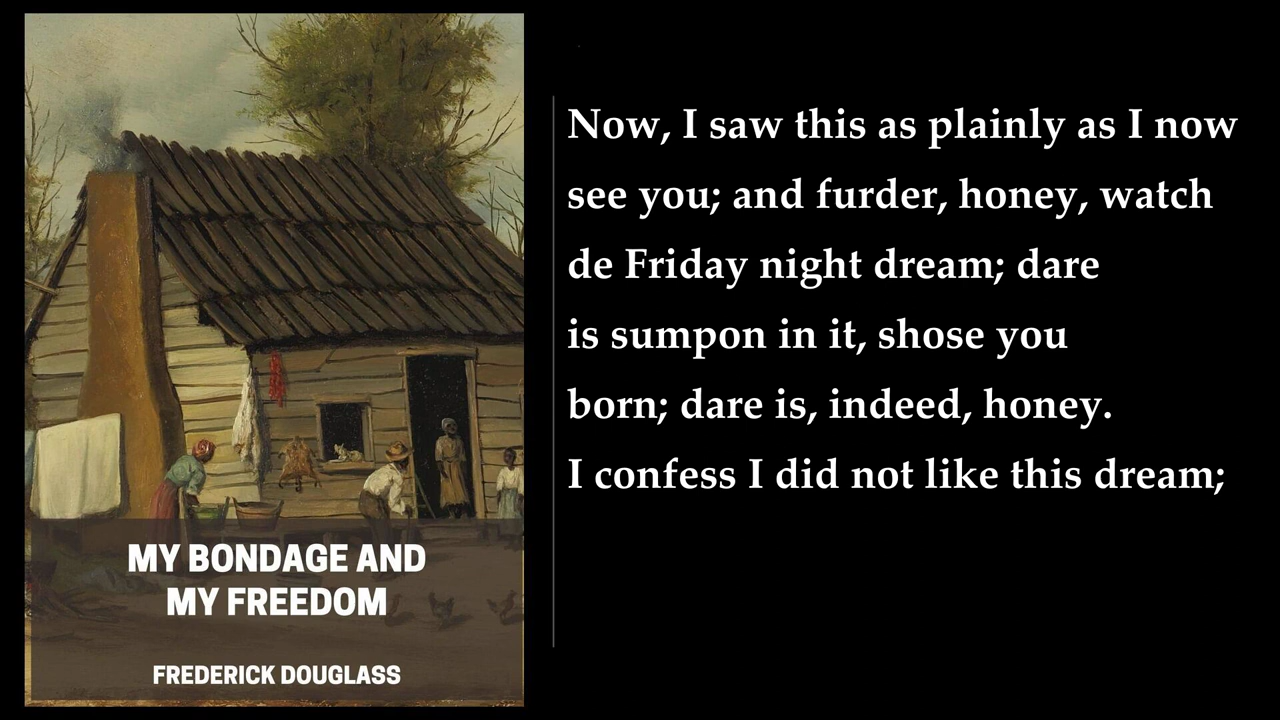 MY BONDAGE AND
MY FREEDOM
FREDERICK DOUGLASS
Now, I saw this as plainly as I now
see you; and furder, honey, watch
de Friday night dream; dare
is sumpon in it, shose you
born; dare is, indeed, honey.
I confess I did not like this dream;